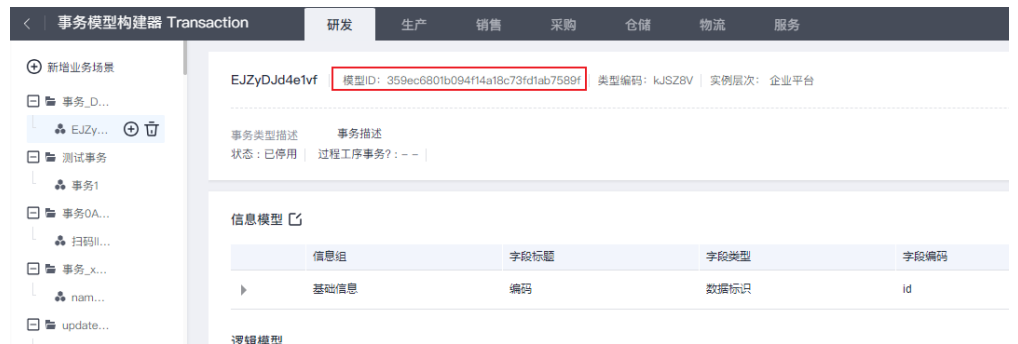 < 事务模型构建器 Transaction 研发 生产 销售 采购 仓储 物流 服务
新增业务场景
事务_D...
EJZy...
测试事务
事务1
事务0A...
扫码II...
事务_x...
nam...
update...
EJZyDJd4e1vf 模型ID: 359ec6801b094f14a18c73fd1ab7589f 类型编码: kJSZ8V 实例层次: 企业平台
事务类型描述 事务描述
状态：已停用 过程工序事务?：--
信息模型
信息组 字段标题 字段类型 字段编码
基础信息 编码 数据标识 id
逻辑模型